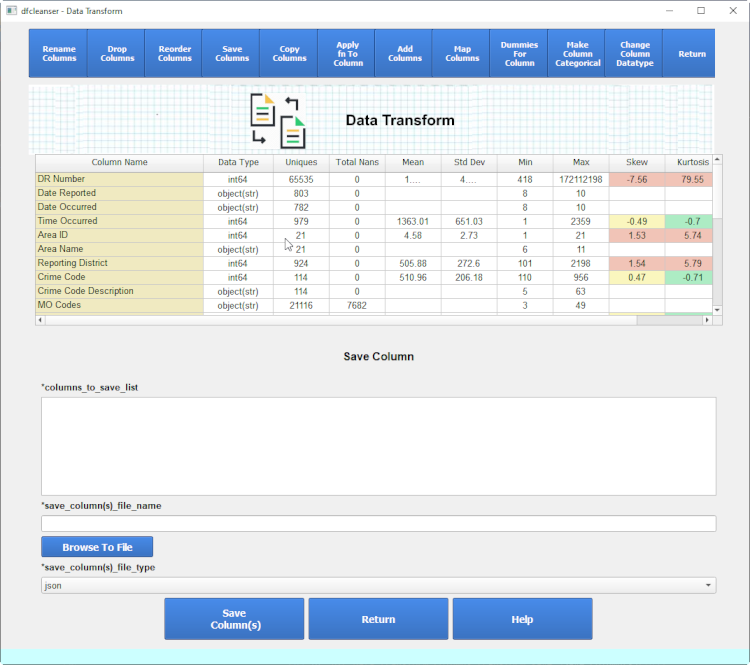 dfcleanser - Data Transform
Rename Columns
Drop Columns
Reorder Columns
Save Columns
Copy Columns
Apply fn To Column
Add Columns
Map Columns
Dummies For Column
Make Column Categorical
Change Column Datatype
Return
Data Transform
Column Name Data Type Uniques Total Nans Mean Std Dev Min Max Skew Kurtosis
DR Number int64 65535 0 1.... 4.... 418 172112198 -7.56 79.55
Date Reported object(str) 803 0 8 10
Date Occurred object(str) 782 0 8 10
Time Occurred int64 979 0 1363.01 651.03 1 2359 -0.49 -0.7
Area ID int64 21 0 4.58 2.73 1 21 1.53 5.74
Area Name object(str) 21 0 6 11
Reporting District int64 924 0 505.88 272.6 101 2198 1.54 5.79
Crime Code int64 114 0 510.96 206.18 110 956 0.47 -0.71
Crime Code Description object(str) 114 0 5 63
MO Codes object(str) 21116 7682 3 49
Save Column
*columns_to_save_list
*save_column(s)_file_name
Browse To File
*save_column(s)_file_type
json
Save Column(s)
Return
Help